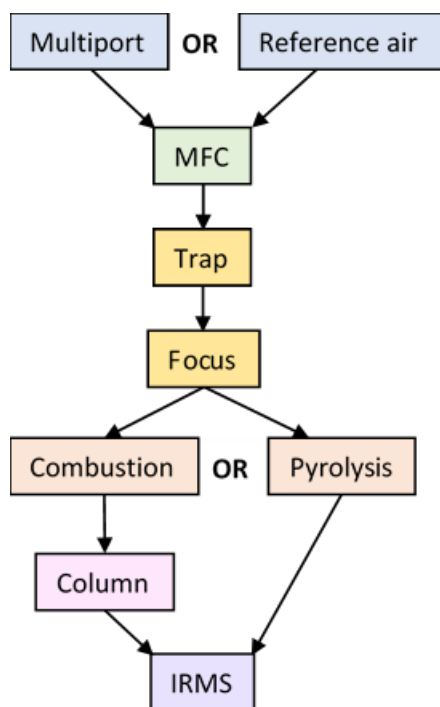 Multiport OR Reference air
MFC
Trap
Focus
Combustion OR Pyrolysis
Column
IRMS